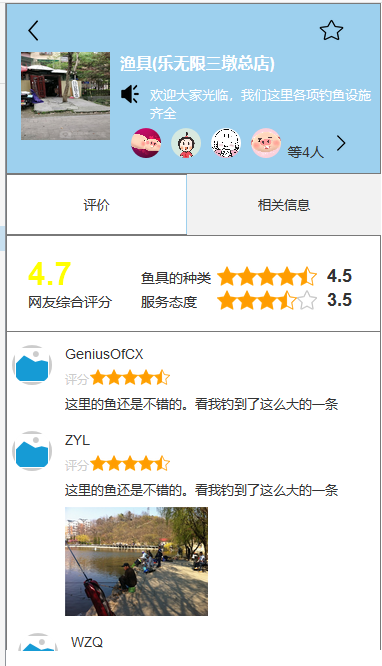 渔具(乐无限三墩总店)
欢迎大家光临，我们这里各项钓鱼设施
齐全
等4人
评价
相关信息
4.7
网友综合评分
鱼具的种类
4.5
服务态度
3.5
GeniusOfCX
评分
这里的鱼还是不错的。看我钓到了这么大的一条
ZYL
评分
这里的鱼还是不错的。看我钓到了这么大的一条
WZQ